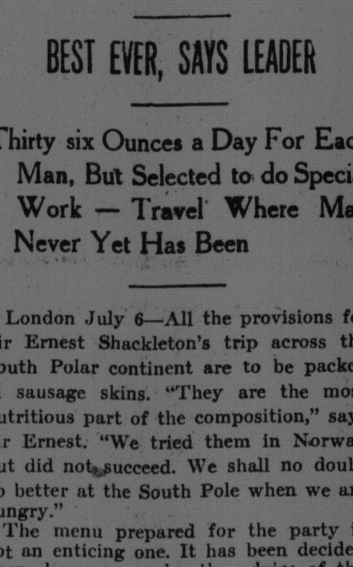 BEST EVER, SAYS LEADER
Thirty six Ounces a Day For Eac
Man, But Selected to do Speci
Work — Travel Where Ma
Never Yet Has Been
London July 6—All the provisions f
ir Ernest Shackleton's trip across th
outh Polar continent are to be packe
sausage skins. "They are the mos
utritious part of the composition," say
r Ernest. "We tried them in Norwa
ut did not succeed. We shall no doub
o better at the South Pole when we ar
ungry."
The menu prepared for the party i
ot an enticing one. It has been decide